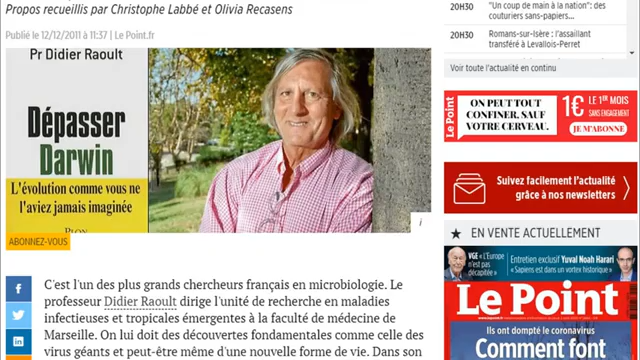 Propos recueillis par Christophe Labbé et Olivia Recasens
Publié le 12/12/2011 à 11:37 | Le Point.fr
Pr Didier Raoult
Dépasser
Darwin
L'évolution comme vous ne
l'aviez jamais imaginée
PLON
i
ABONNEZ-VOUS
C'est l'un des plus grands chercheurs français en microbiologie. Le
professeur Didier Raoult dirige l'unité de recherche en maladies
infectieuses et tropicales émergentes à la faculté de médecine de
Marseille. On lui doit des découvertes fondamentales comme celle des
virus géants et peut-être même d'une nouvelle forme de vie. Dans son
20H30
"Un coup de main à la nation": des
couturiers sans-papiers...
20H30
Romans-sur-Isère : l'assaillant
transféré à Levallois-Perret
Voir toute l'actualité en continu
Le Point
ON PEUT TOUT
CONFINER, SAUF
VOTRE CERVEAU.
1€ LE 1ER MOIS
SANS ENGAGEMENT
JE M'ABONNE
Suivez facilement l'actualité
grâce à nos newsletters
EN VENTE ACTUELLEMENT
VGE « L'Europe
n'est pas
décapitée »
Entretien exclusif Yuval Noah Harari
« Sapiens est dans un vortex historique »
Le Point
Ils ont dompté le coronavirus
Comment font